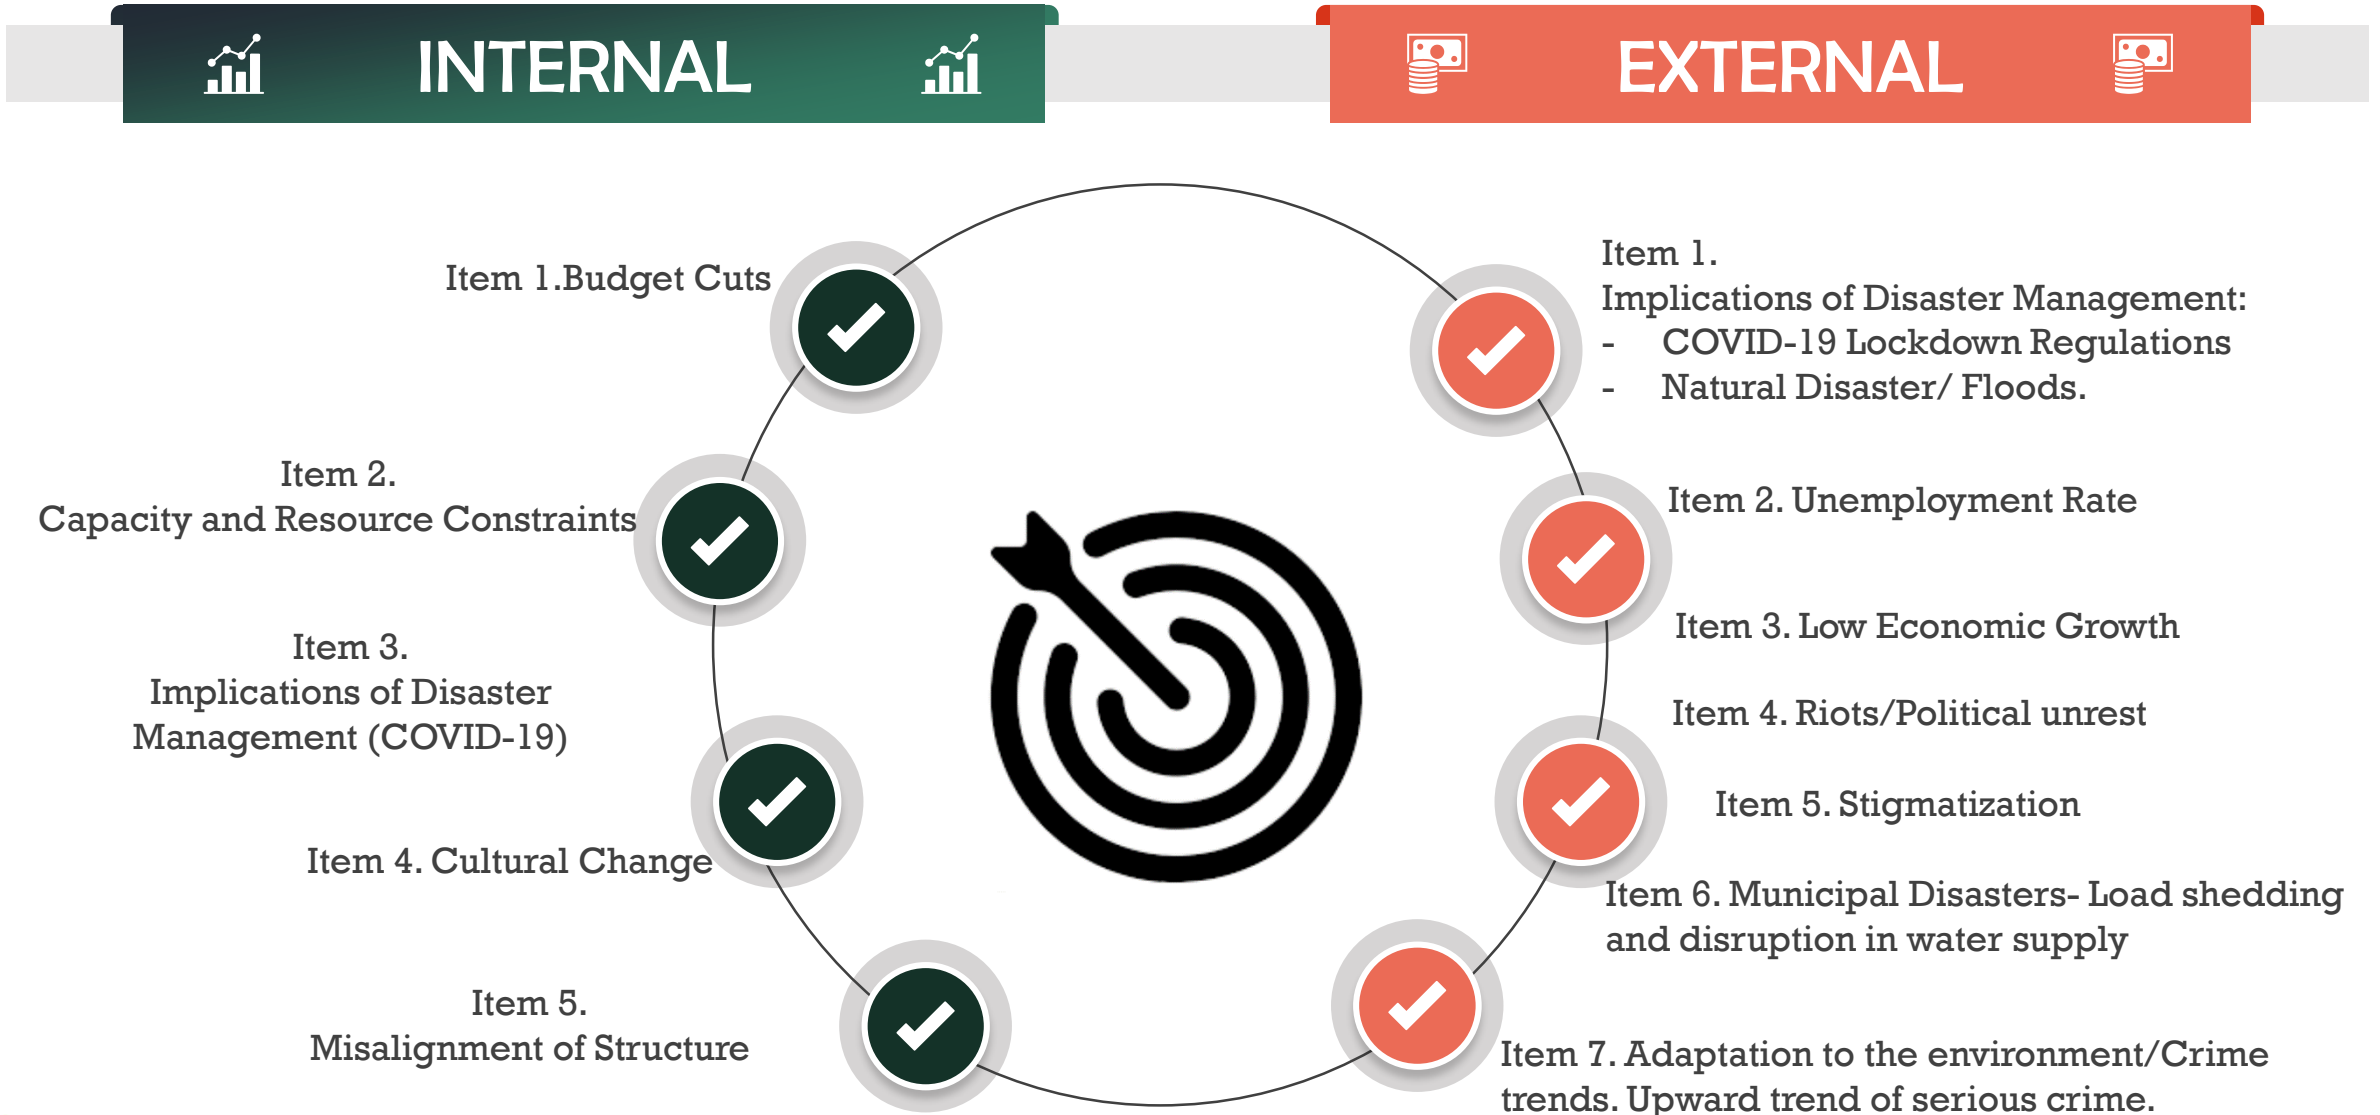 INTERNAL
Item 1.Budget Cuts
Item 2.
Capacity and Resource Constraints
Item 3.
Implications of Disaster
Management (COVID-19)
Item 4. Cultural Change
Item 5.
Misalignment of Structure
EXTERNAL
Item 1.
Implications of Disaster Management:
- COVID-19 Lockdown Regulations
- Natural Disaster/ Floods.
Item 2. Unemployment Rate
Item 3. Low Economic Growth
Item 4. Riots/Political unrest
Item 5. Stigmatization
Item 6. Municipal Disasters- Load shedding
and disruption in water supply
Item 7. Adaptation to the environment/Crime
trends. Upward trend of serious crime.